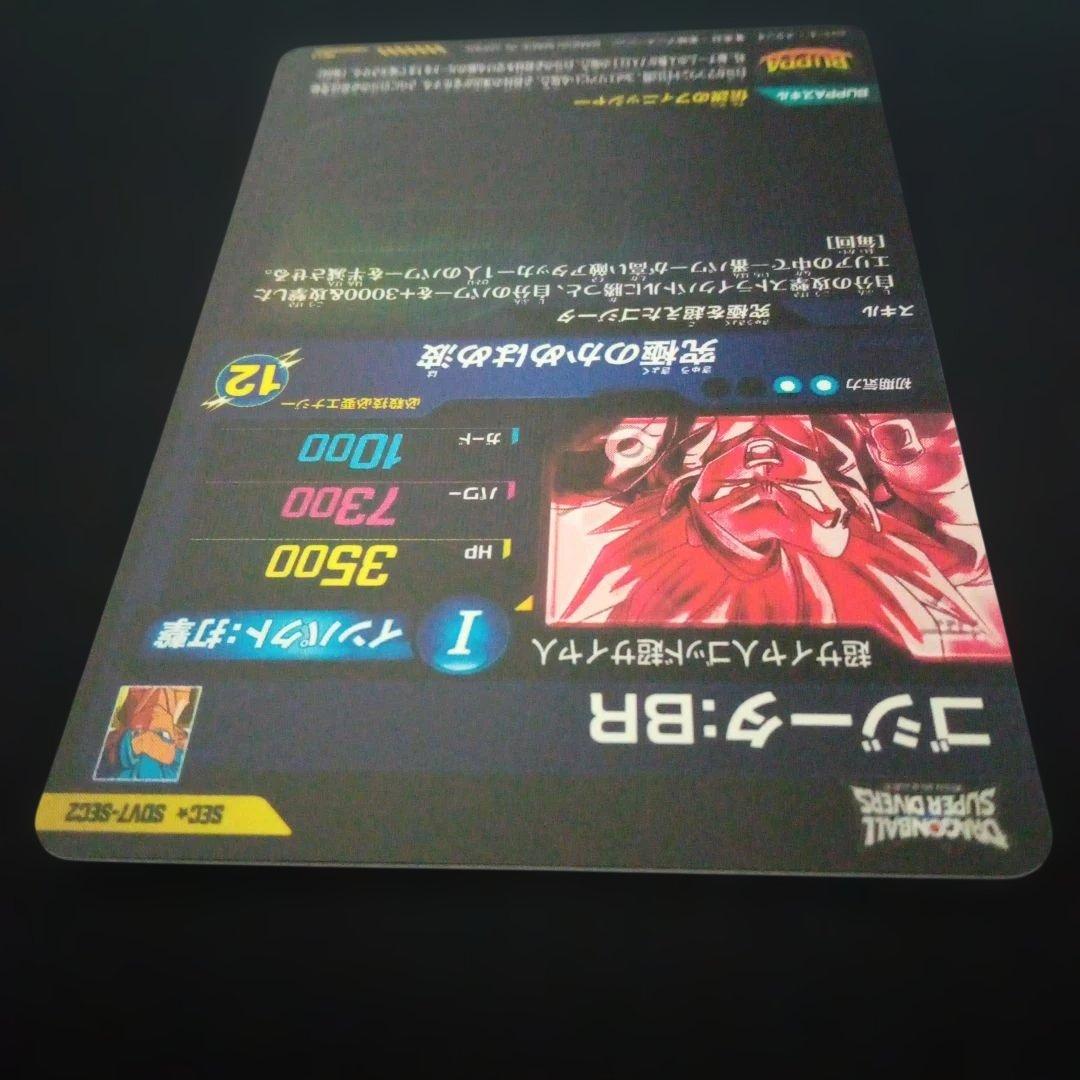 DRAGONBALL
SUPER DIVERS
SEC★ SDV7-SEC2
ゴジータ:BR
超サイヤ人ゴッド超サイヤ人
I
インパクト:打撃
HP
3500
パワー
7300
カード
1000
初期気力
必殺技必要エナジー
12
究極のかめはめ波
スキル
究極を超えたゴジータ
自分の攻撃ストライクバトルに勝つと、自分のパワーを+3000&攻撃した
エリアの中で一番パワーが高い敵アタッカー1人のパワーを半減させる。
[毎回]
BUPPAスキル
伝説のフィニッシャー
BUPPA